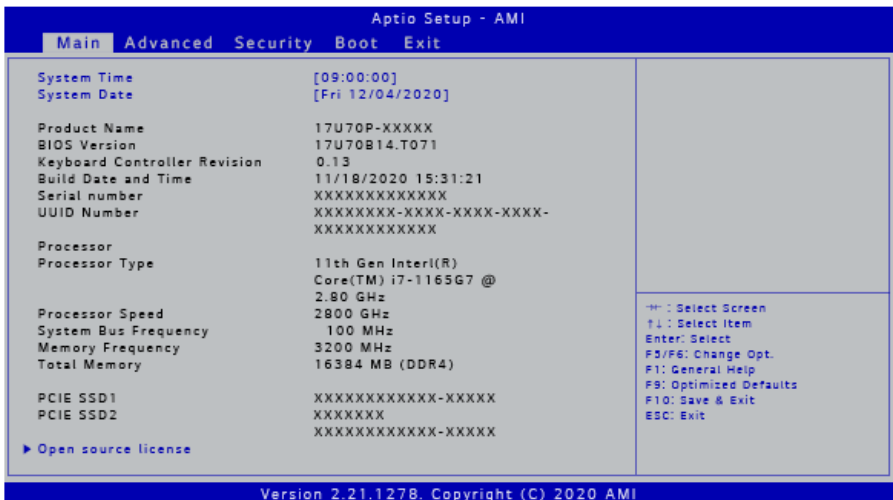 Aptio Setup - AMI
Main Advanced Security Boot Exit
System Time [09:00:00]
System Date [Fri 12/04/2020]
Product Name 17U70P-XXXXX
BIOS Version 17U70B14.T071
Keyboard Controller Revision 0.13
Build Date and Time 11/18/2020 15:31:21
Serial number XXXXXXXXXXXXX
UUID Number XXXXXXXX-XXXX-XXXX-XXXX-
XXXXXXXXXXXX
Processor
Processor Type 11th Gen Interl(R)
Core(TM) i7-1165G7 @
2.80 GHz
Processor Speed 2800 GHz
System Bus Frequency 100 MHz
Memory Frequency 3200 MHz
Total Memory 16384 MB (DDR4)
PCIE SSD1 XXXXXXXXXXXX-XXXXX
PCIE SSD2 XXXXXXX
XXXXXXXXXXXX-XXXXX
▶ Open source license
→← : Select Screen
↑↓ : Select Item
Enter: Select
F5/F6: Change Opt.
F1: General Help
F9: Optimized Defaults
F10: Save & Exit
ESC: Exit
Version 2.21.1278. Copyright (C) 2020 AMI